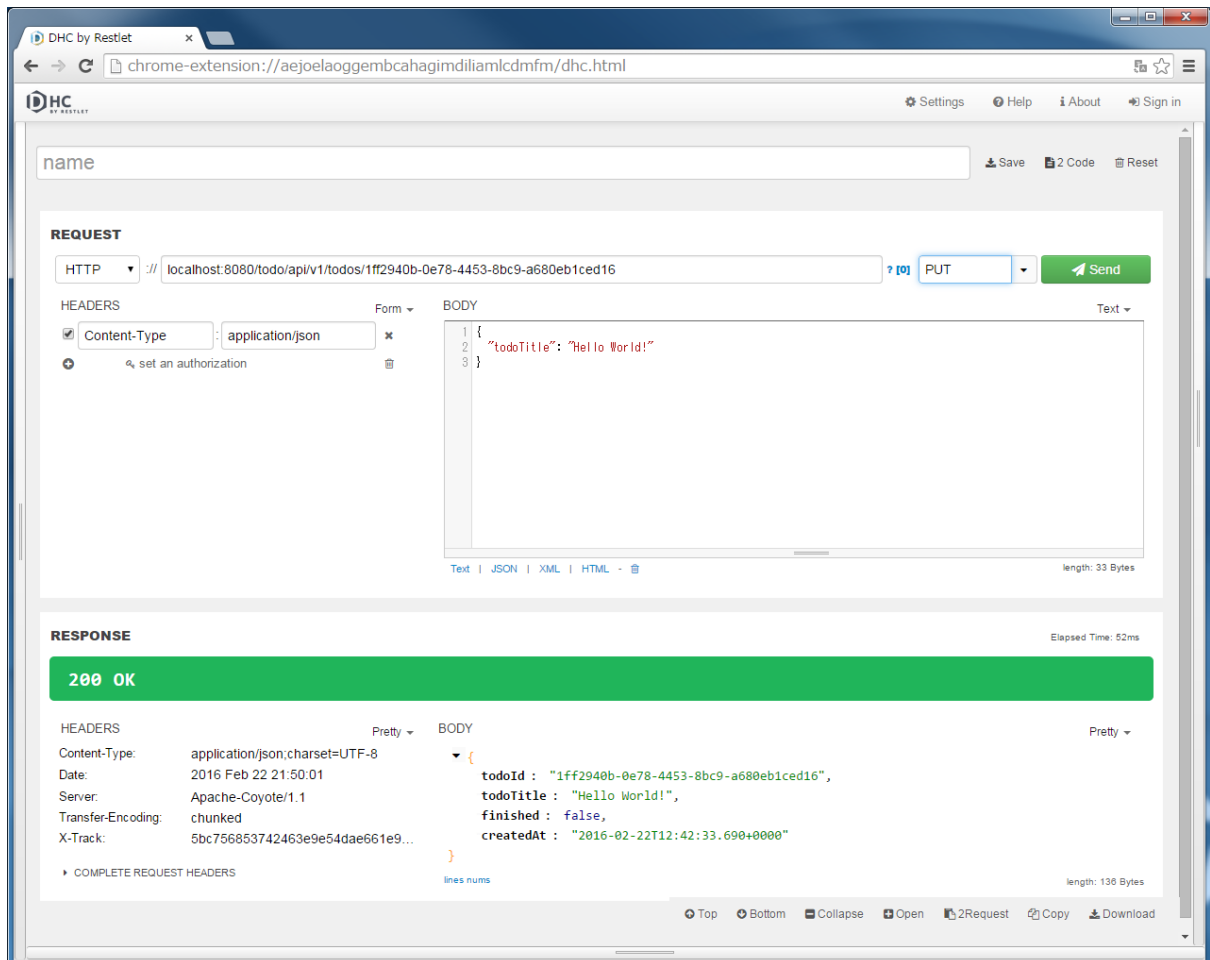 DHC by Restlet ×
chrome-extension://aejoelaoggembcahagimdiliamlcdmfm/dhc.html
DHC BY RESTLET Settings Help About Sign in
name Save 2 Code Reset
REQUEST
HTTP :// localhost:8080/todo/api/v1/todos/1ff2940b-0e78-4453-8bc9-a680eb1ced16 ? [0] PUT Send
HEADERS Form BODY Text
Content-Type : application/json
set an authorization
1 {
2 "todoTitle": "Hello World!"
3 }
Text | JSON | XML | HTML - length: 33 Bytes
RESPONSE Elapsed Time: 52ms
200 OK
HEADERS Pretty BODY Pretty
Content-Type: application/json;charset=UTF-8
Date: 2016 Feb 22 21:50:01
Server: Apache-Coyote/1.1
Transfer-Encoding: chunked
X-Track: 5bc756853742463e9e54dae661e9...
COMPLETE REQUEST HEADERS
{
todoId : "1ff2940b-0e78-4453-8bc9-a680eb1ced16",
todoTitle : "Hello World!",
finished : false,
createdAt : "2016-02-22T12:42:33.690+0000"
}
lines nums length: 136 Bytes
Top Bottom Collapse Open 2Request Copy Download